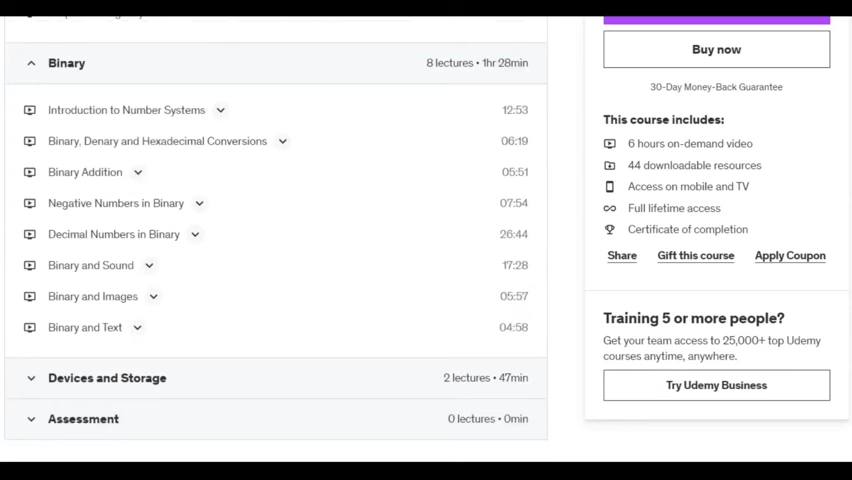 Binary
8 lectures • 1hr 28min
Introduction to Number Systems
12:53
Binary, Denary and Hexadecimal Conversions
06:19
Binary Addition
05:51
Negative Numbers in Binary
07:54
Decimal Numbers in Binary
26:44
Binary and Sound
17:28
Binary and Images
05:57
Binary and Text
04:58
Devices and Storage
2 lectures • 47min
Assessment
0 lectures • 0min
Buy now
30-Day Money-Back Guarantee
This course includes:
6 hours on-demand video
44 downloadable resources
Access on mobile and TV
Full lifetime access
Certificate of completion
Share Gift this course Apply Coupon
Training 5 or more people?
Get your team access to 25,000+ top Udemy
courses anytime, anywhere.
Try Udemy Business